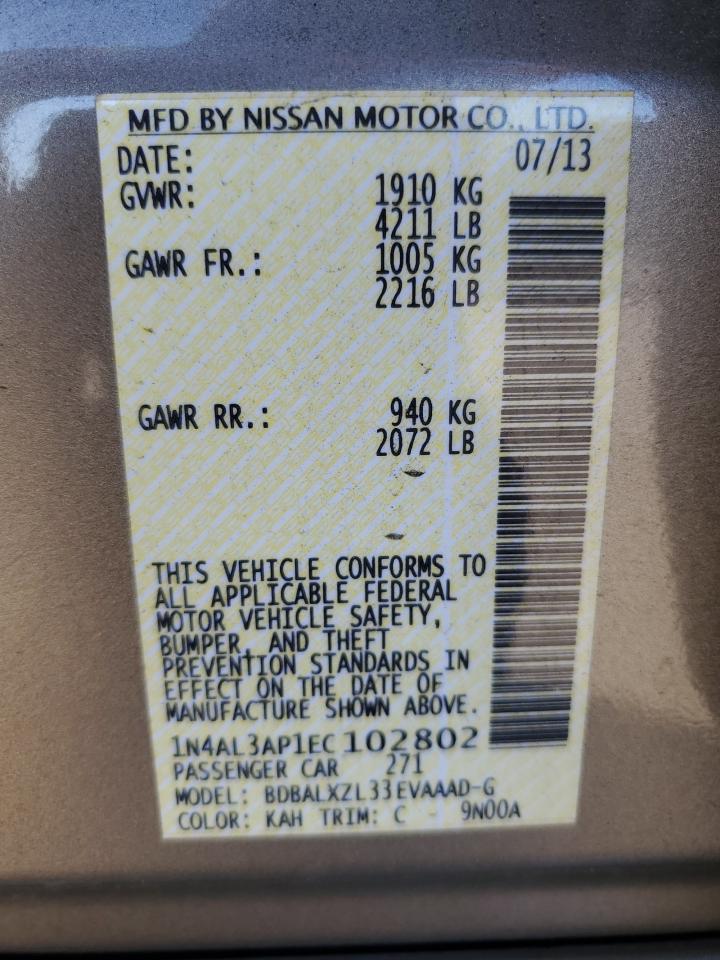 MFD BY NISSAN MOTOR CO., LTD.
DATE: 07/13
GVWR: 1910 KG
4211 LB
GAWR FR.: 1005 KG
2216 LB
GAWR RR.: 940 KG
2072 LB
THIS VEHICLE CONFORMS TO
ALL APPLICABLE FEDERAL
MOTOR VEHICLE SAFETY,
BUMPER, AND THEFT
PREVENTION STANDARDS IN
EFFECT ON THE DATE OF
MANUFACTURE SHOWN ABOVE.
1N4AL3AP1EC102802
PASSENGER CAR 271
MODEL: BDBALXZL33EVAAAD-G
COLOR: KAH TRIM: C - 9N00A